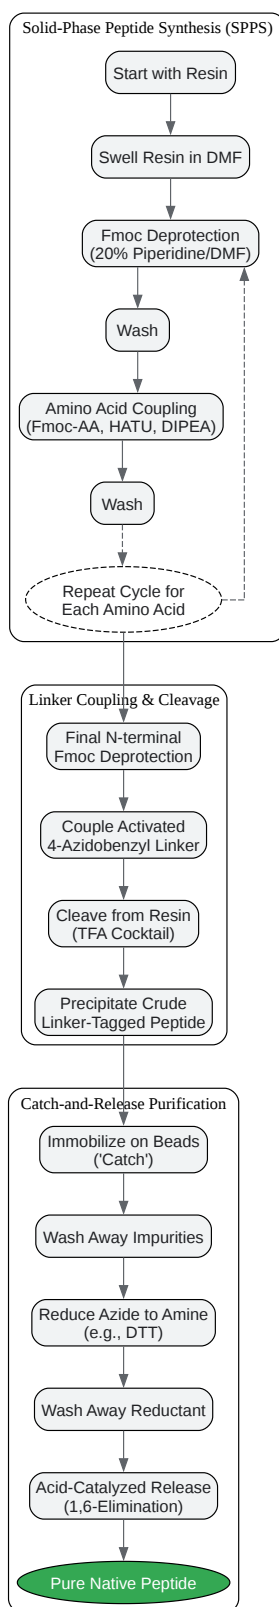 Solid-Phase Peptide Synthesis (SPPS)
Start with Resin
Swell Resin in DMF
Fmoc Deprotection
(20% Piperidine/DMF)
Wash
Amino Acid Coupling
(Fmoc-AA, HATU, DIPEA)
Wash
Repeat Cycle for
Each Amino Acid
Linker Coupling & Cleavage
Final N-terminal
Fmoc Deprotection
Couple Activated
4-Azidobenzyl Linker
Cleave from Resin
(TFA Cocktail)
Precipitate Crude
Linker-Tagged Peptide
Catch-and-Release Purification
Immobilize on Beads
('Catch')
Wash Away Impurities
Reduce Azide to Amine
(e.g., DTT)
Wash Away Reductant
Acid-Catalyzed Release
(1,6-Elimination)
Pure Native Peptide